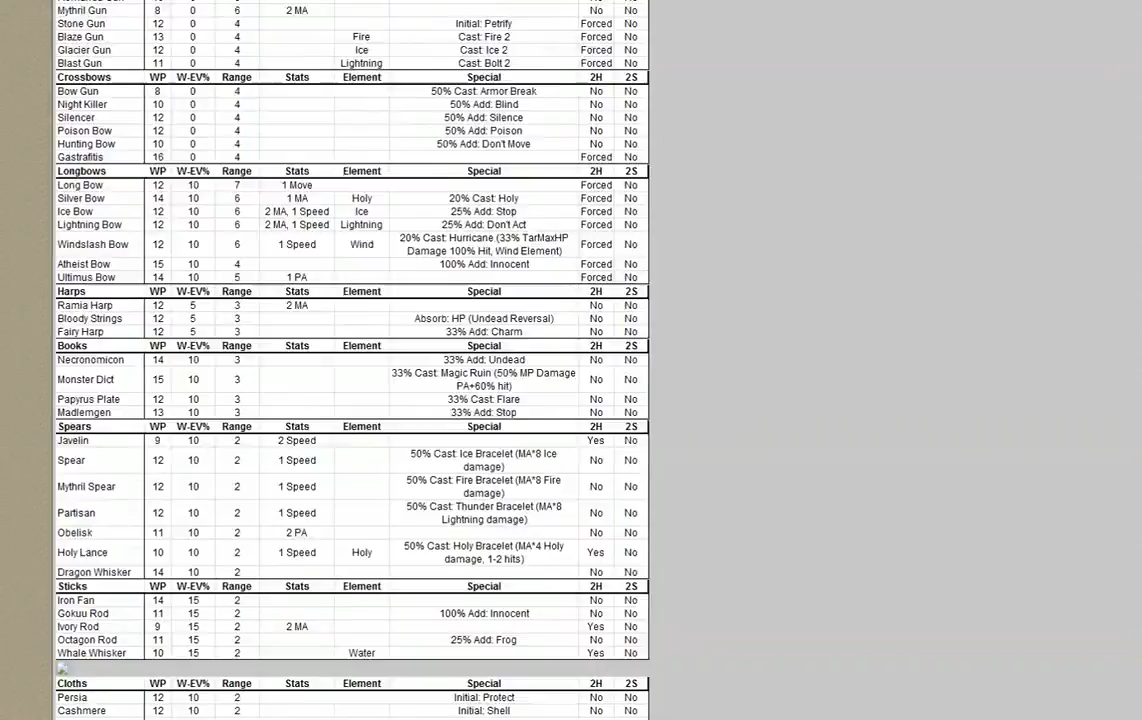 Mythril Gun 8 0 6 2 MA No No
Stone Gun 12 0 4 Initial: Petrify Forced No
Blaze Gun 13 0 4 Fire Cast: Fire 2 Forced No
Glacier Gun 12 0 4 Ice Cast: Ice 2 Forced No
Blast Gun 11 0 4 Lightning Cast: Bolt 2 Forced No
Crossbows WP W-EV% Range Stats Element Special 2H 2S
Bow Gun 8 0 4 50% Cast: Armor Break No No
Night Killer 10 0 4 50% Add: Blind No No
Silencer 12 0 4 50% Add: Silence No No
Poison Bow 12 0 4 50% Add: Poison No No
Hunting Bow 10 0 4 50% Add: Don't Move No No
Gastrafitis 16 0 4 Forced No
Longbows WP W-EV% Range Stats Element Special 2H 2S
Long Bow 12 10 7 1 Move Forced No
Silver Bow 14 10 6 1 MA Holy 20% Cast: Holy Forced No
Ice Bow 12 10 6 2 MA, 1 Speed Ice 25% Add: Stop Forced No
Lightning Bow 12 10 6 2 MA, 1 Speed Lightning 25% Add: Don't Act Forced No
Windslash Bow 12 10 6 1 Speed Wind 20% Cast: Hurricane (33% TarMaxHP
Damage 100% Hit, Wind Element) Forced No
Atheist Bow 15 10 4 100% Add: Innocent Forced No
Ultimus Bow 14 10 5 1 PA Forced No
Harps WP W-EV% Range Stats Element Special 2H 2S
Ramia Harp 12 5 3 2 MA No No
Bloody Strings 12 5 3 Absorb: HP (Undead Reversal) No No
Fairy Harp 12 5 3 33% Add: Charm No No
Books WP W-EV% Range Stats Element Special 2H 2S
Necronomicon 14 10 3 33% Add: Undead No No
Monster Dict 15 10 3 33% Cast: Magic Ruin (50% MP Damage
PA+60% hit) No No
Papyrus Plate 12 10 3 33% Cast: Flare No No
Madlemgen 13 10 3 33% Add: Stop No No
Spears WP W-EV% Range Stats Element Special 2H 2S
Javelin 9 10 2 2 Speed Yes No
Spear 12 10 2 1 Speed 50% Cast: Ice Bracelet (MA*8 Ice
damage) No No
Mythril Spear 12 10 2 1 Speed 50% Cast: Fire Bracelet (MA*8 Fire
damage) No No
Partisan 12 10 2 1 Speed 50% Cast: Thunder Bracelet (MA*8
Lightning damage) No No
Obelisk 11 10 2 2 PA No No
Holy Lance 10 10 2 1 Speed Holy 50% Cast: Holy Bracelet (MA*4 Holy
damage, 1-2 hits) Yes No
Dragon Whisker 14 10 2 No No
Sticks WP W-EV% Range Stats Element Special 2H 2S
Iron Fan 14 15 2 No No
Gokuu Rod 11 15 2 100% Add: Innocent No No
Ivory Rod 9 15 2 2 MA Yes No
Octagon Rod 11 15 2 25% Add: Frog No No
Whale Whisker 10 15 2 Water Yes No
Cloths WP W-EV% Range Stats Element Special 2H 2S
Persia 12 10 2 Initial: Protect No No
Cashmere 12 10 2 Initial: Shell No No